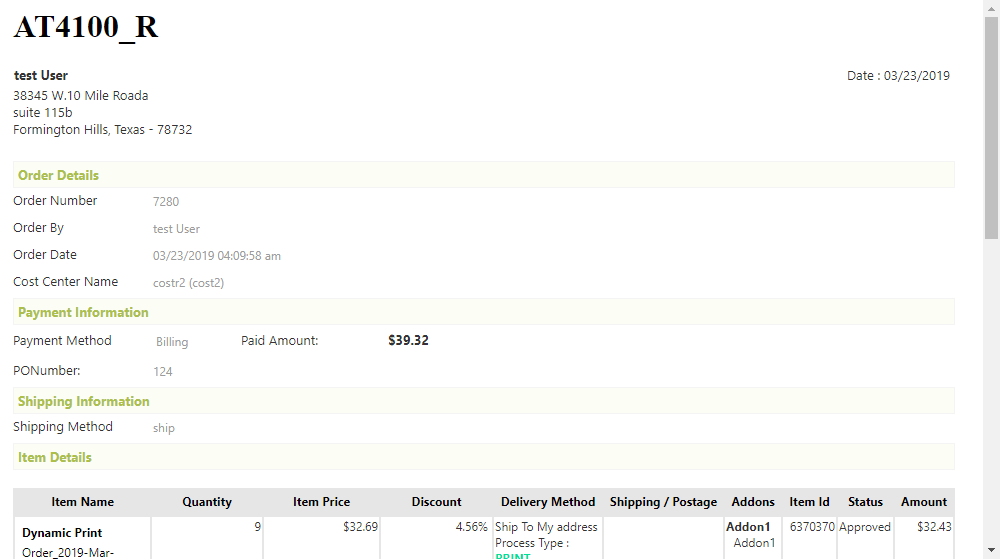 AT4100_R
test User
Date : 03/23/2019
38345 W.10 Mile Roada
suite 115b
Formington Hills, Texas - 78732
Order Details
Order Number 7280
Order By test User
Order Date 03/23/2019 04:09:58 am
Cost Center Name costr2 (cost2)
Payment Information
Payment Method Billing Paid Amount: $39.32
PONumber: 124
Shipping Information
Shipping Method ship
Item Details
Item Name Quantity Item Price Discount Delivery Method Shipping / Postage Addons Item Id Status Amount
Dynamic Print 9 $32.69 4.56% Ship To My address Addon1 6370370 Approved $32.43
Process Type : Addon1
Order_2019-Mar- PRINT